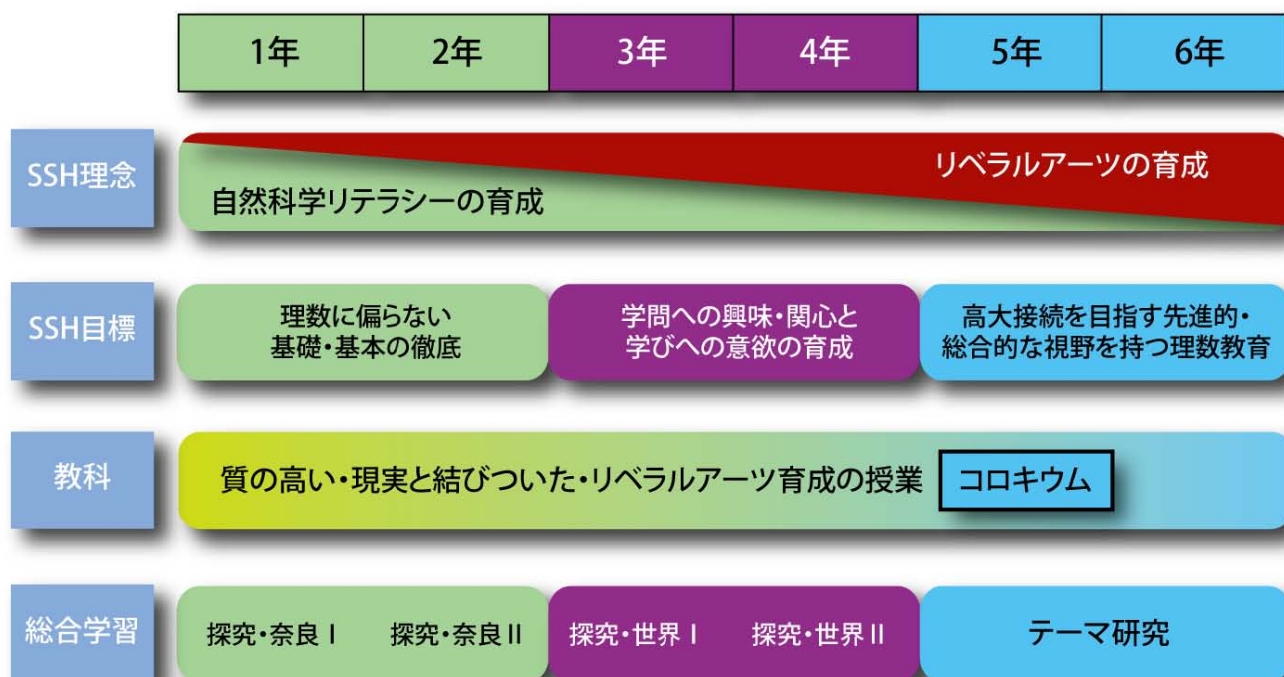 1年 2年 3年 4年 5年 6年
SSH理念
リベラルアーツの育成
自然科学リテラシーの育成
SSH目標
理数に偏らない
基礎・基本の徹底
学問への興味・関心と
学びへの意欲の育成
高大接続を目指す先進的・
総合的な視野を持つ理数教育
教科
質の高い・現実と結びついた・リベラルアーツ育成の授業
コロキウム
総合学習
探究・奈良Ⅰ 探究・奈良Ⅱ 探究・世界Ⅰ 探究・世界Ⅱ テーマ研究